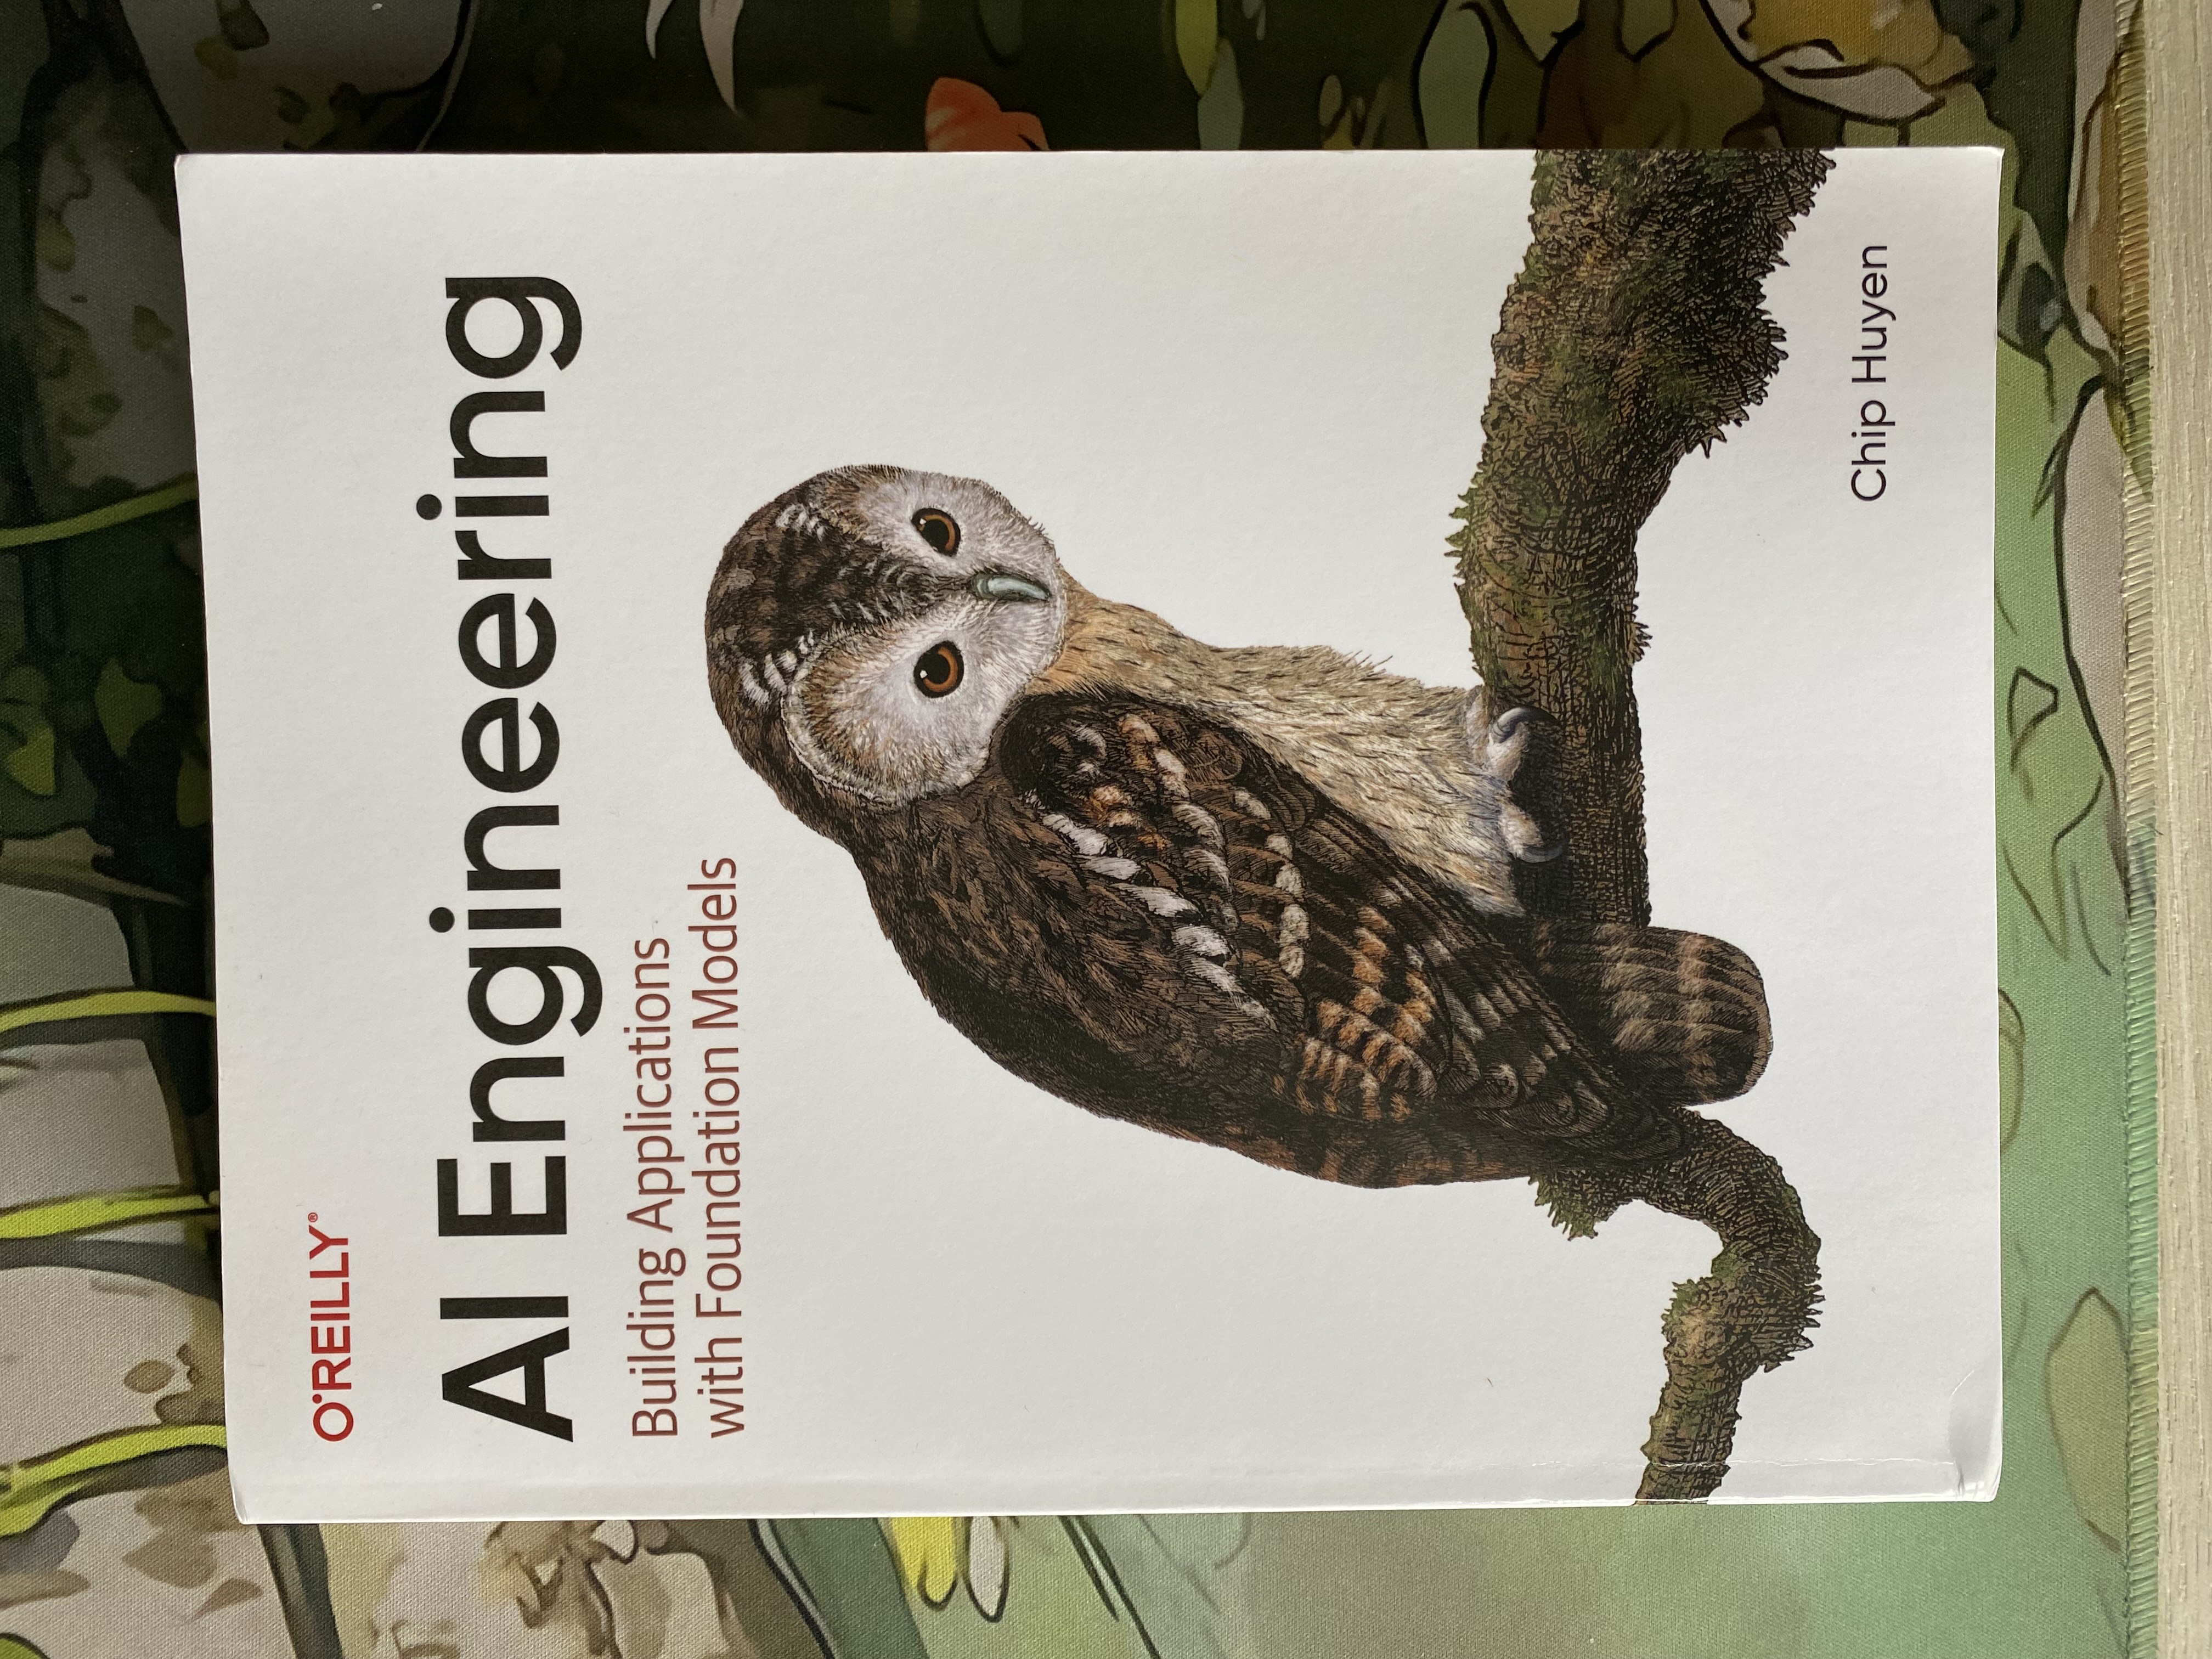 O'REILLY®
AI Engineering
Building Applications
with Foundation Models
Chip Huyen